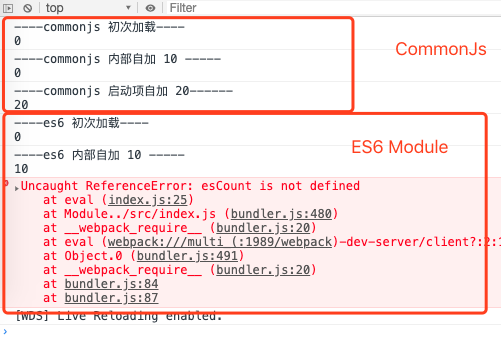 top
Filter
----commonjs 初次加载----
0
----commonjs 内部自加 10 -----
0
----commonjs 启动项自加 20------
20
CommonJs
----es6 初次加载----
0
----es6 内部自加 10 -----
10
ES6 Module
Uncaught ReferenceError: esCount is not defined
at eval (index.js:25)
at Module../src/index.js (bundler.js:480)
at __webpack_require__ (bundler.js:20)
at eval (webpack:///multi_(:1989/webpack)-dev-server/client?:2:1
at Object.0 (bundler.js:491)
at __webpack_require__ (bundler.js:20)
at bundler.js:84
at bundler.js:87
[WDS] Live Reloading enabled.